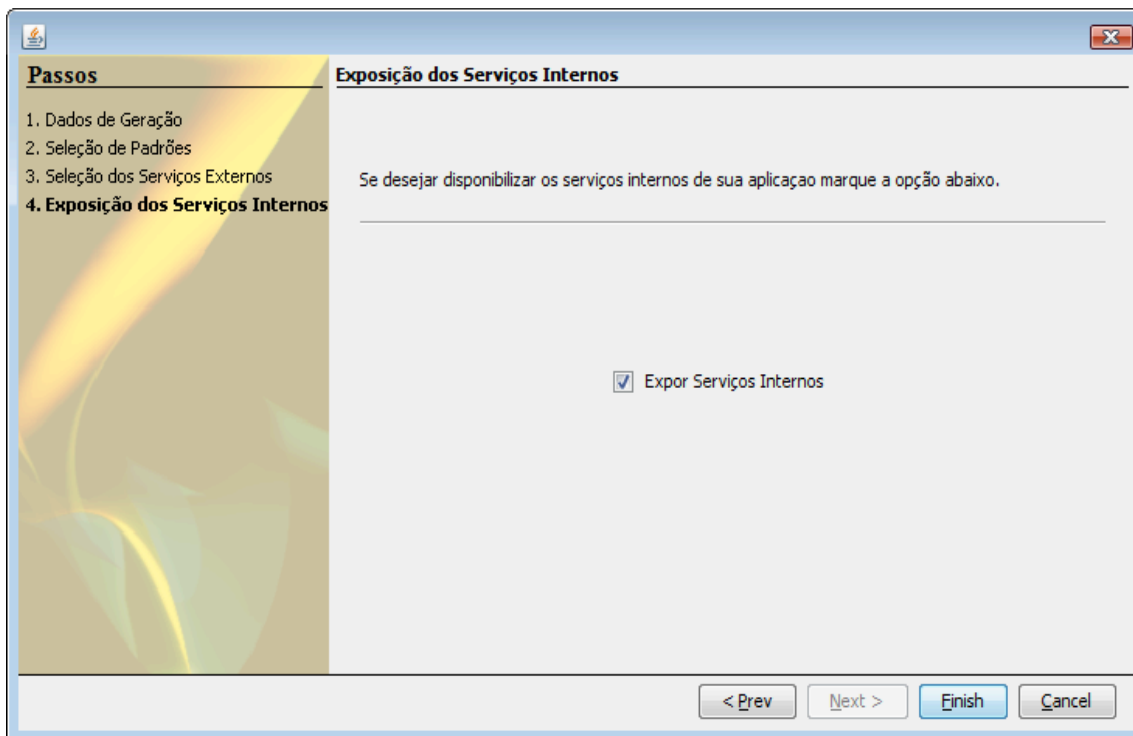 Passos
1. Dados de Geração
2. Seleção de Padrões
3. Seleção dos Serviços Externos
4. Exposição dos Serviços Internos
Exposição dos Serviços Internos
Se desejar disponibilizar os serviços internos de sua aplicaçao marque a opção abaixo.
Expor Serviços Internos
< Prev
Next >
Finish
Cancel